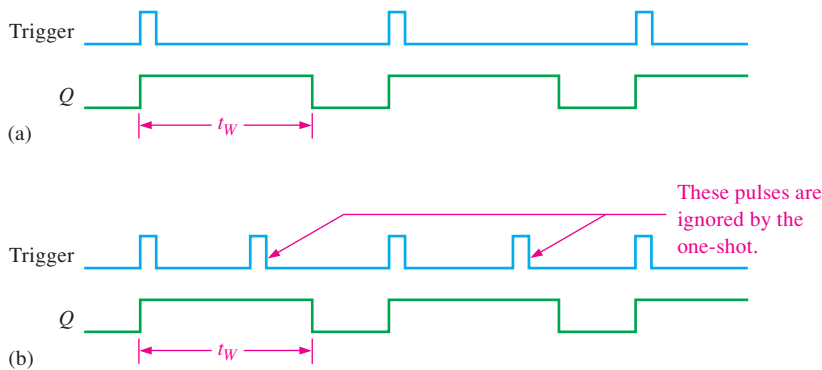 Trigger
Q
(a)
tW
These pulses are
ignored by the
one-shot.
Trigger
Q
(b)
tW